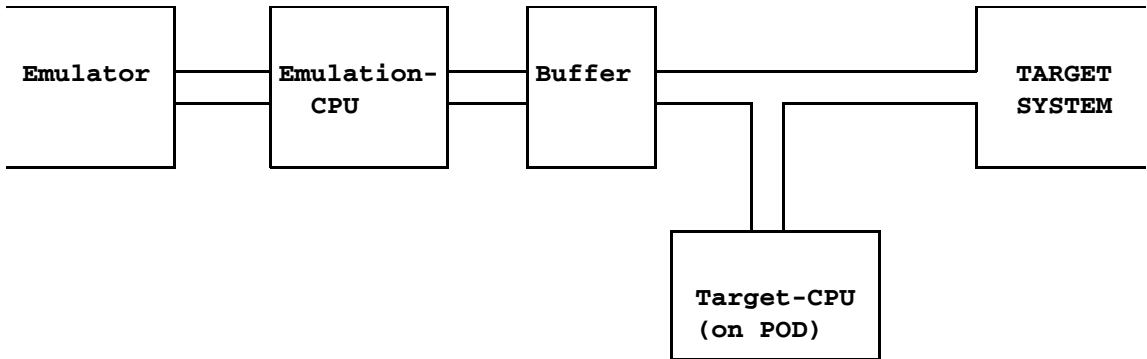 Emulator
Emulation-
CPU
Buffer
TARGET
SYSTEM
Target-CPU
(on POD)